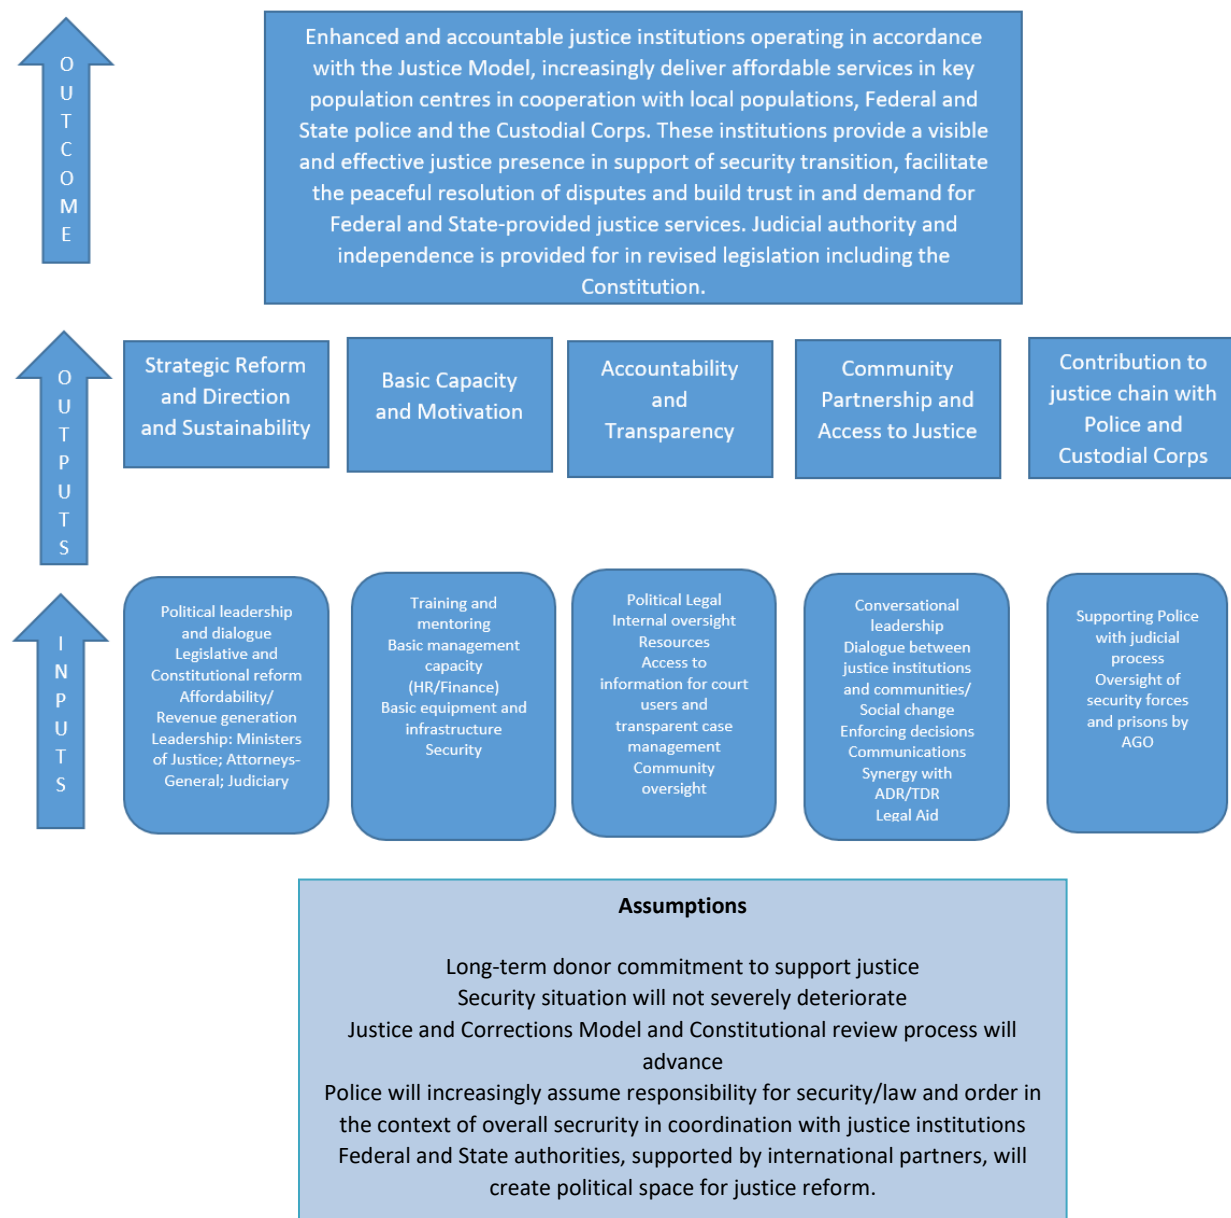 OUTCOME
Enhanced and accountable justice institutions operating in accordance
with the Justice Model, increasingly deliver affordable services in key
population centres in cooperation with local populations, Federal and
State police and the Custodial Corps. These institutions provide a visible
and effective justice presence in support of security transition, facilitate
the peaceful resolution of disputes and build trust in and demand for
Federal and State-provided justice services. Judicial authority and
independence is provided for in revised legislation including the
Constitution.
OUTPUTS
Strategic Reform
and Direction
and Sustainability
Basic Capacity
and Motivation
Accountability
and
Transparency
Community
Partnership and
Access to Justice
Contribution to
justice chain with
Police and
Custodial Corps
INPUTS
Political leadership
and dialogue
Legislative and
Constitutional reform
Affordability/
Revenue generation
Leadership: Ministers
of Justice; Attorneys-
General; Judiciary
Training and
mentoring
Basic management
capacity
(HR/Finance)
Basic equipment and
infrastructure
Security
Political Legal
Internal oversight
Resources
Access to
information for court
users and
transparent case
management
Community
oversight
Conversational
leadership
Dialogue between
justice institutions
and communities/
Social change
Enforcing decisions
Communications
Synergy with
ADR/TDR
Legal Aid
Supporting Police
with judicial
process
Oversight of
security forces
and prisons by
AGO
Assumptions
Long-term donor commitment to support justice
Security situation will not severely deteriorate
Justice and Corrections Model and Constitutional review process will
advance
Police will increasingly assume responsibility for security/law and order in
the context of overall secrurity in coordination with justice institutions
Federal and State authorities, supported by international partners, will
create political space for justice reform.